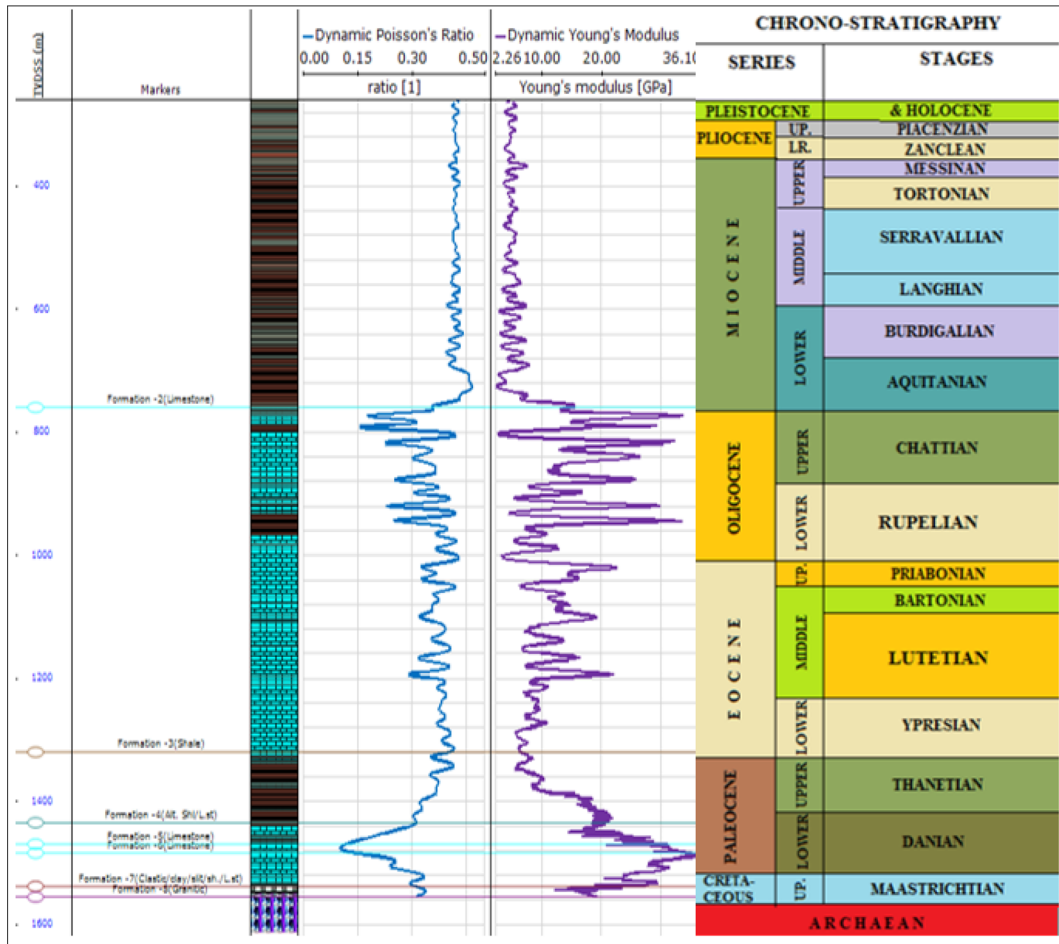 TVDSS (m)
Markers
Dynamic Poisson's Ratio
0.00 0.15 0.30 0.50
ratio [1]
Dynamic Young's Modulus
2.26 10.00 20.00 36.10
Young's modulus [GPa]
CHRONO-STRATIGRAPHY
SERIES
STAGES
400
600
800
1000
1200
1400
1600
Formation -2(Limestone)
Formation -3(Shale)
Formation -4(Alt. Shl/L.st)
Formation -5(Limestone)
Formation -6(Limestone)
Formation -7(Clastic/clay/slit/sh./L.st)
Formation -8(Granitic)
PLEISTOCENE & HOLOCENE
PLIOCENE
UP. PIACENZIAN
LR. ZANCLEAN
MIOCENE
UPPER
MESSINAN
TORTONIAN
MIDDLE
SERRAVALLIAN
LANGHIAN
LOWER
BURDIGALIAN
AQUITANIAN
OLIGOCENE
UPPER
CHATTIAN
LOWER
RUPELIAN
EOCENE
UP. PRIABONIAN
MIDDLE
BARTONIAN
LUTETIAN
LOWER
YPRESIAN
PALEOCENE
UPPER
THANETIAN
LOWER
DANIAN
CRETA-
CEOUS
UP. MAASTRICHTIAN
ARCHAEAN